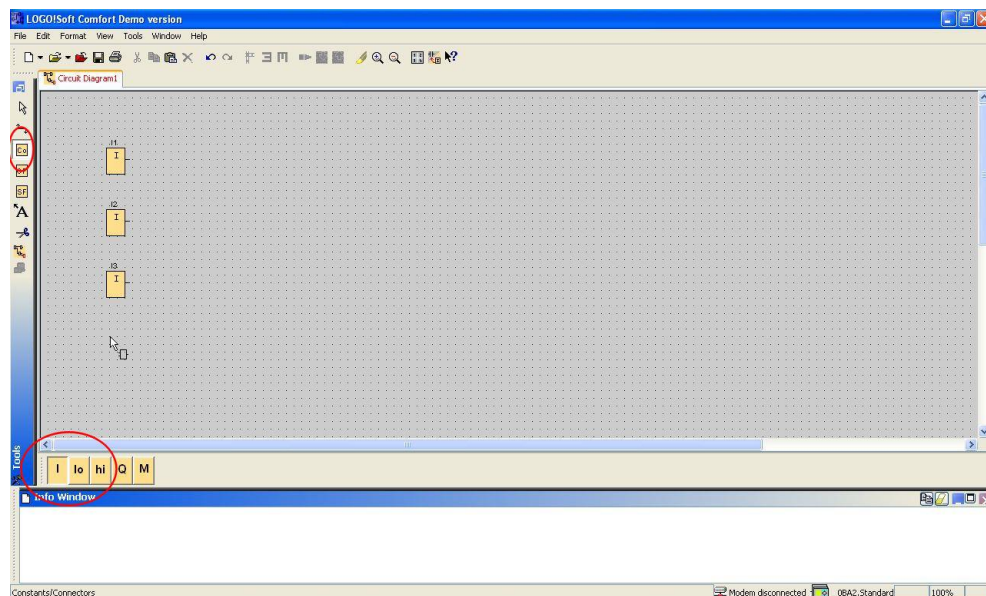 LOGO!Soft Comfort Demo version
File Edit Format View Tools Window Help
Circuit Diagram1
Co
SF
A
I1
I
I2
I
I3
I
Tools
I lo hi Q M
Info Window
Constants/Connectors Modem disconnected 0BA2.Standard 100%